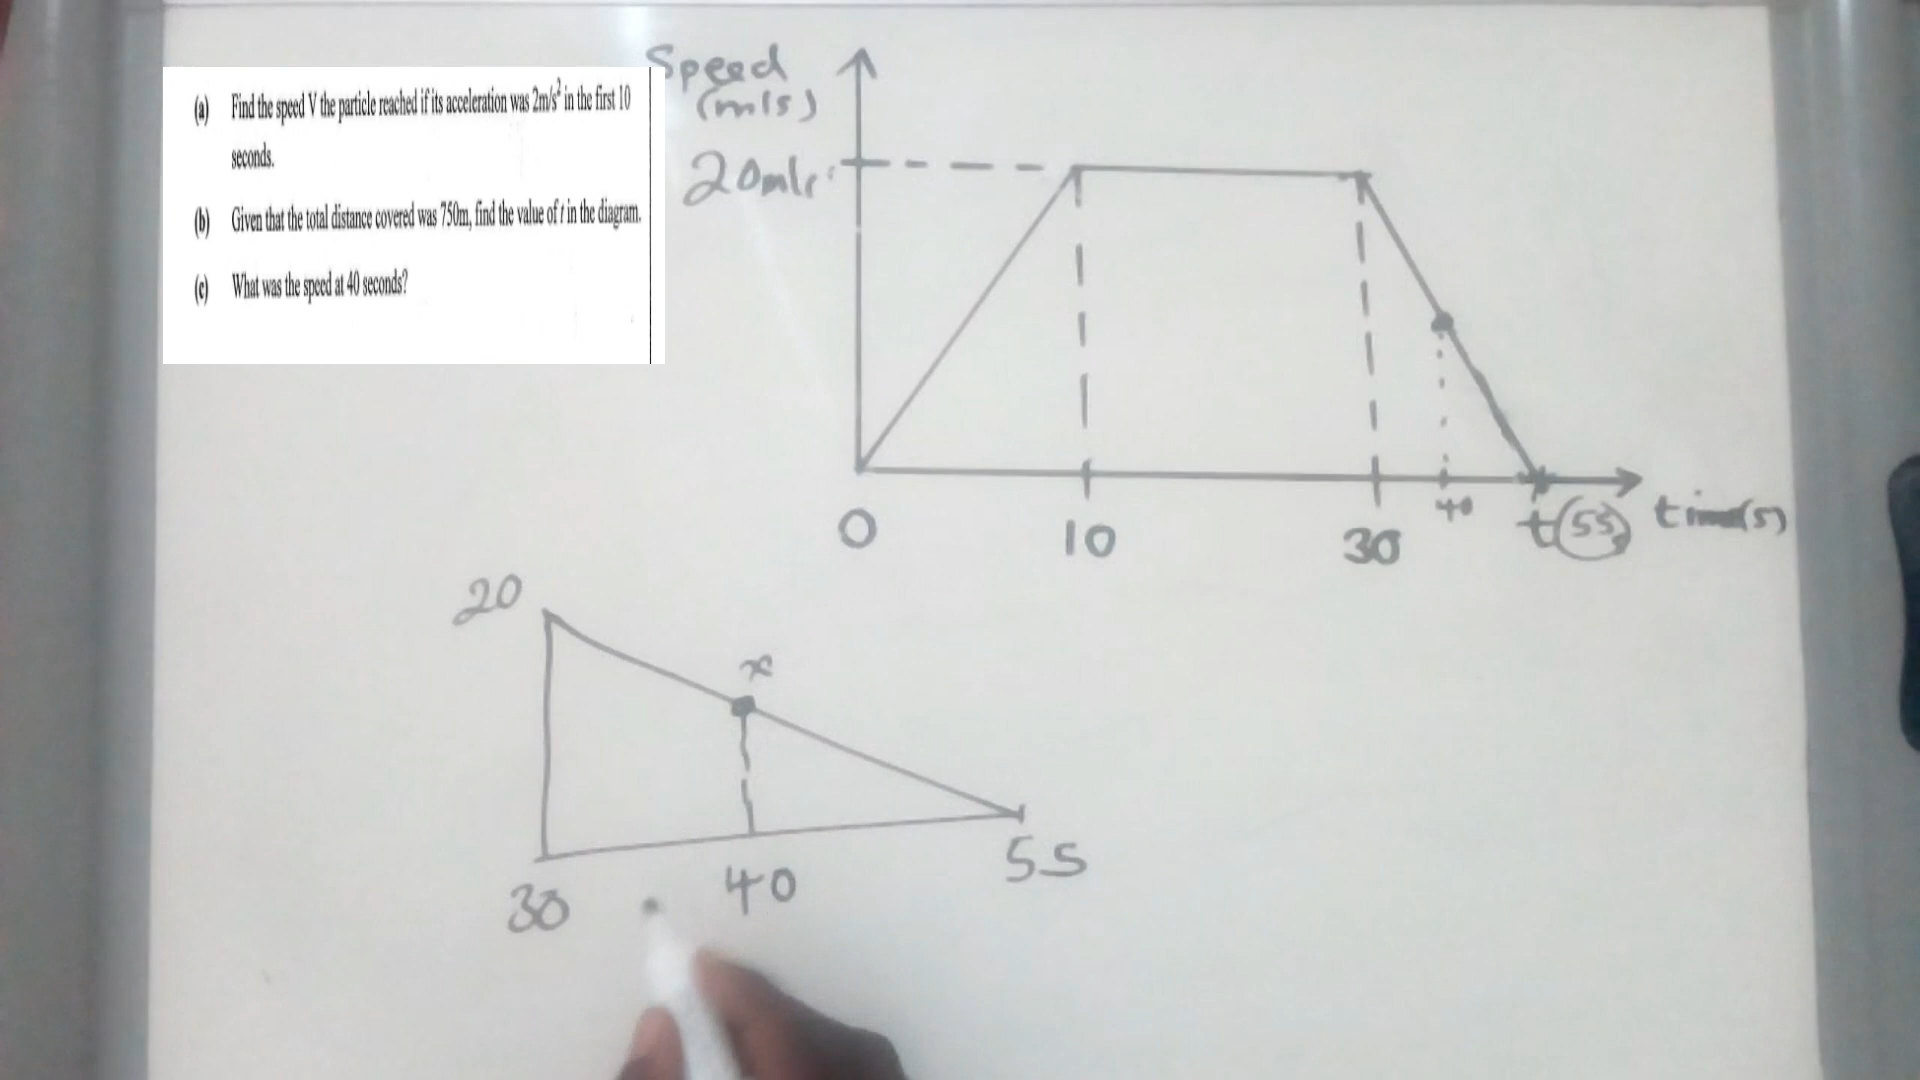 (a) Find the speed V the particle reached if its acceleration was 2m/s² in the first 10
seconds.
(b) Given that the total distance covered was 750m, find the value of t in the diagram.
(c) What was the speed at 40 seconds?
Speed
(m/s)
20m/s
0
10
30
40
t(55)
time(s)
20
x
30
40
55